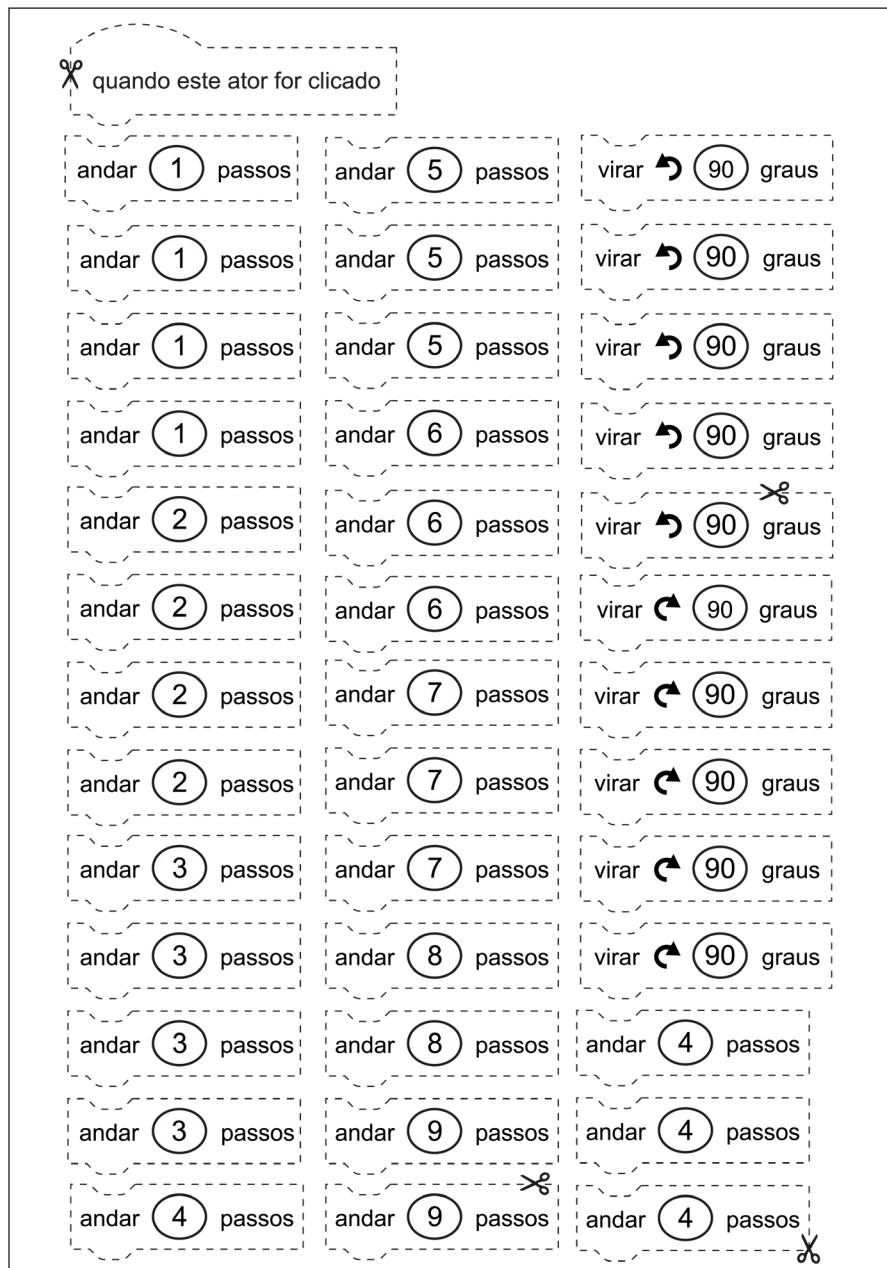 quando este ator for clicado
andar 1 passos andar 5 passos virar 90 graus
andar 1 passos andar 5 passos virar 90 graus
andar 1 passos andar 5 passos virar 90 graus
andar 1 passos andar 6 passos virar 90 graus
andar 2 passos andar 6 passos virar 90 graus
andar 2 passos andar 6 passos virar 90 graus
andar 2 passos andar 7 passos virar 90 graus
andar 2 passos andar 7 passos virar 90 graus
andar 3 passos andar 7 passos virar 90 graus
andar 3 passos andar 8 passos virar 90 graus
andar 3 passos andar 8 passos andar 4 passos
andar 3 passos andar 9 passos andar 4 passos
andar 4 passos andar 9 passos andar 4 passos